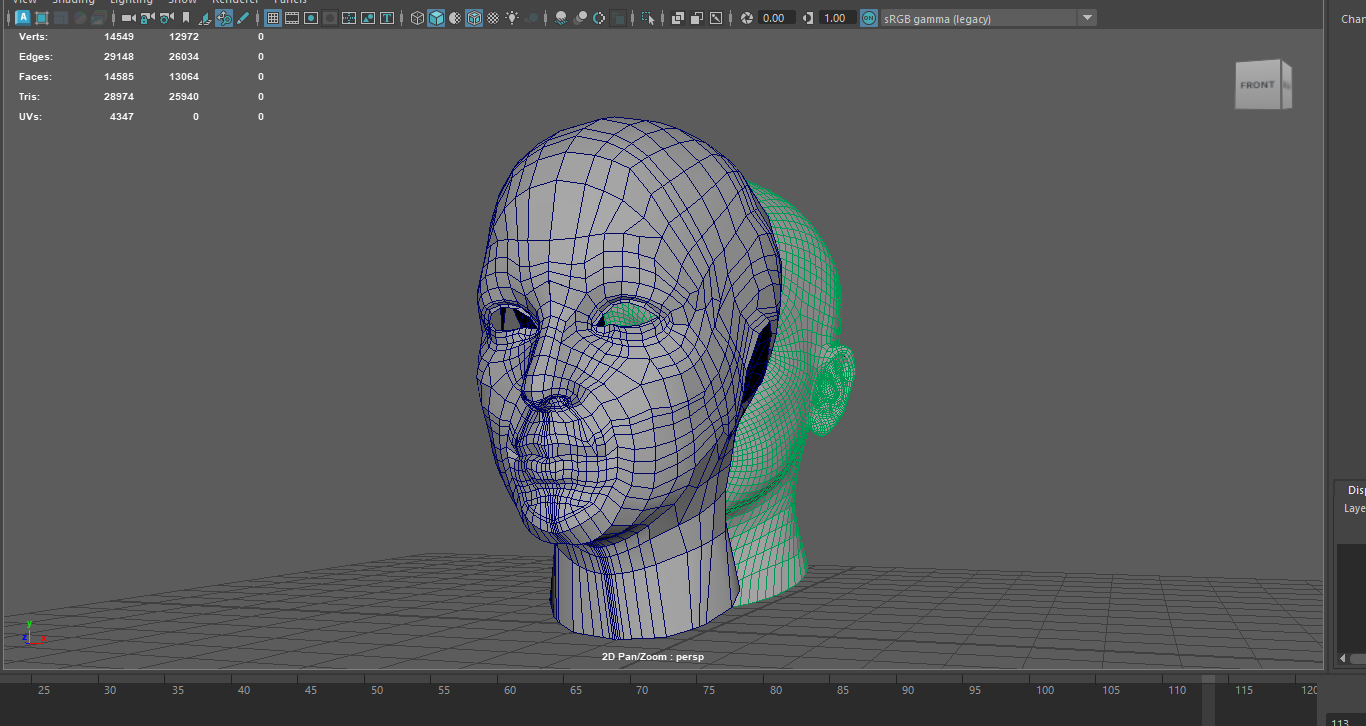 View Shading Lighting Show Renderer Panels
A T 0.00 1.00 ON sRGB gamma (legacy)
Chan
Verts: 14549 12972 0
Edges: 29148 26034 0
Faces: 14585 13064 0
Tris: 28974 25940 0
UVs: 4347 0 0
FRONT
Disp
Laye
y
z x
2D Pan/Zoom : persp
25 30 35 40 45 50 55 60 65 70 75 80 85 90 95 100 105 110 115 120
113